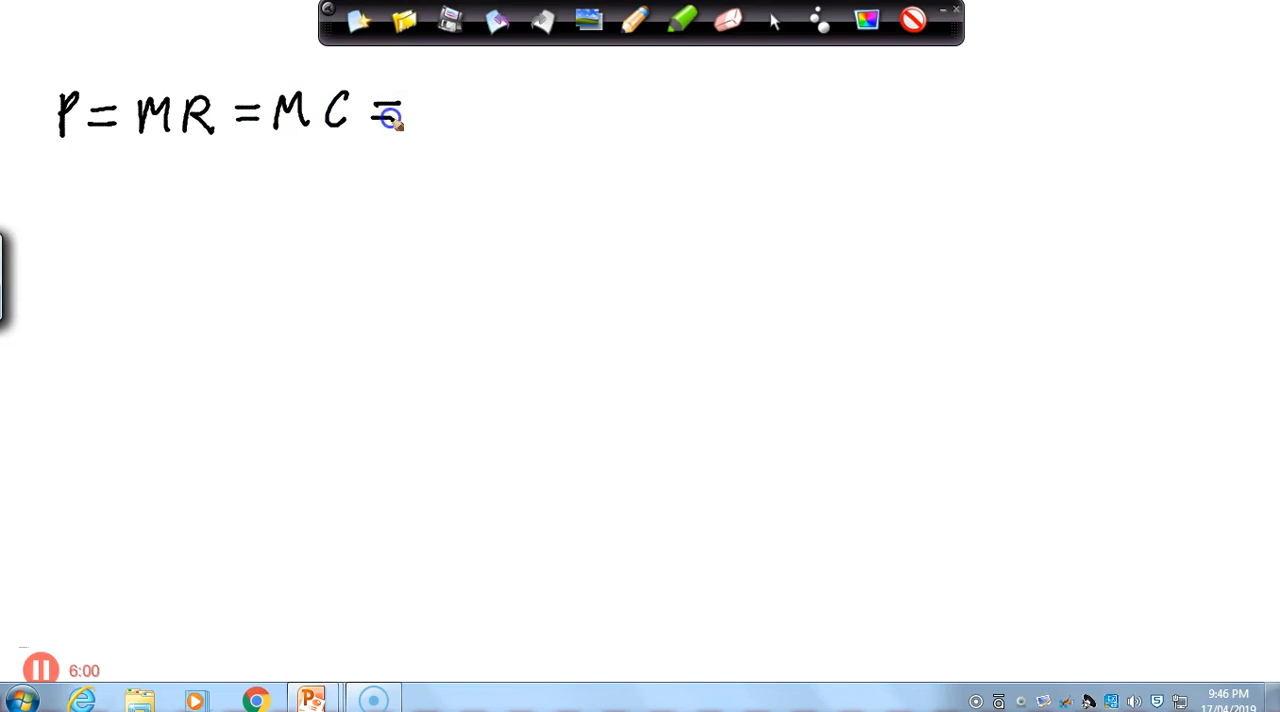 P = MR = MC =
6:00
9:46 PM
17/04/2019